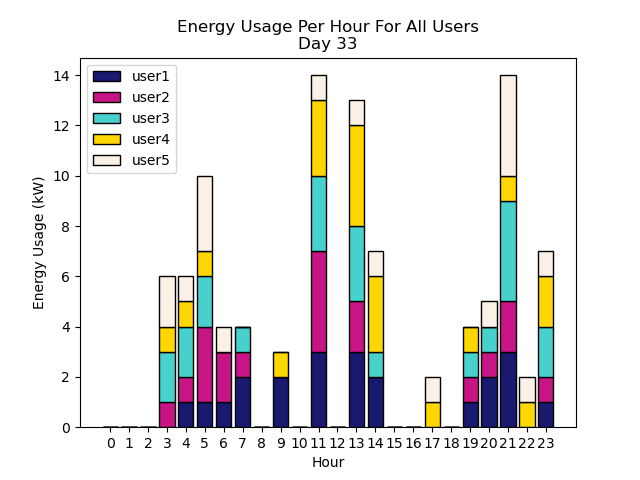 Energy Usage Per Hour For All Users
Day 33
user1
user2
user3
user4
user5
Energy Usage (kW)
14
12
10
8
6
4
2
0
0 1 2 3 4 5 6 7 8 9 10 11 12 13 14 15 16 17 18 19 20 21 22 23
Hour